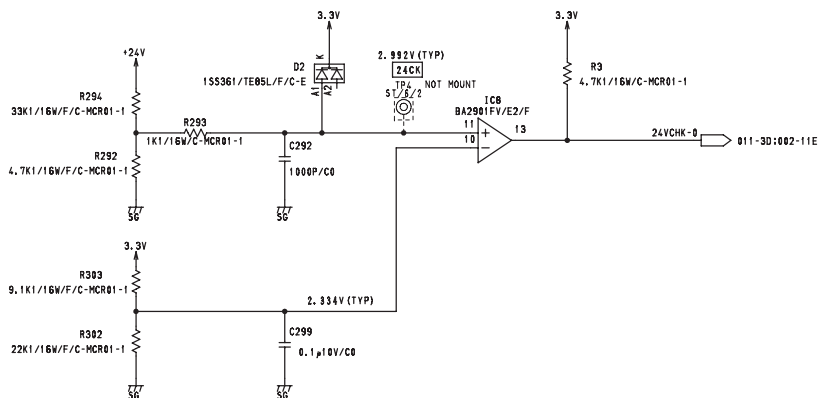 3.3V
3.3V
+24V
D2
K
1SS361/TE85L/F/C-E
A1
A2
2.992V(TYP)
24CK
TP4 NOT MOUNT
ST/6/2
R3
4.7K1/16W/C-MCR01-1
R294
33K1/16W/F/C-MCR01-1
R293
1K1/16W/C-MCR01-1
IC8
BA2901FV/E2/F
11
+
10
−
13
24VCHK-0
011-3D:002-11E
R292
4.7K1/16W/F/C-MCR01-1
C292
1000P/C0
SG
SG
3.3V
R303
9.1K1/16W/F/C-MCR01-1
2.334V(TYP)
R302
22K1/16W/F/C-MCR01-1
C299
0.1μ10V/C0
SG
SG